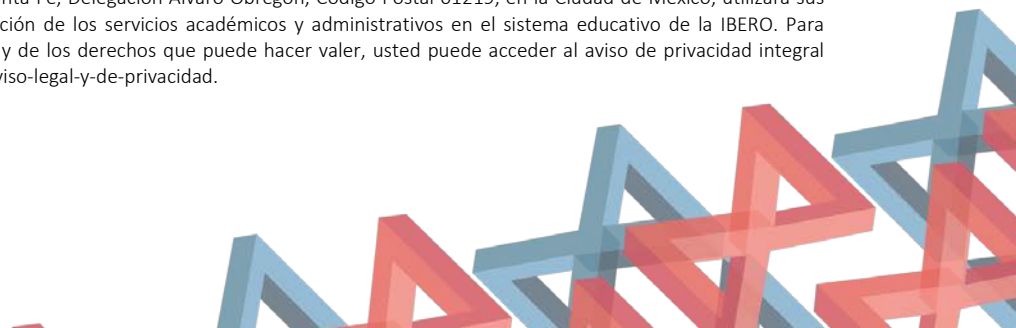 nta Fe, Delegación Álvaro Obregón, Código Postal 01219, en la Ciudad de México, utilizará sus
ción de los servicios académicos y administrativos en el sistema educativo de la IBERO. Para
y de los derechos que puede hacer valer, usted puede acceder al aviso de privacidad integral
viso-legal-y-de-privacidad.